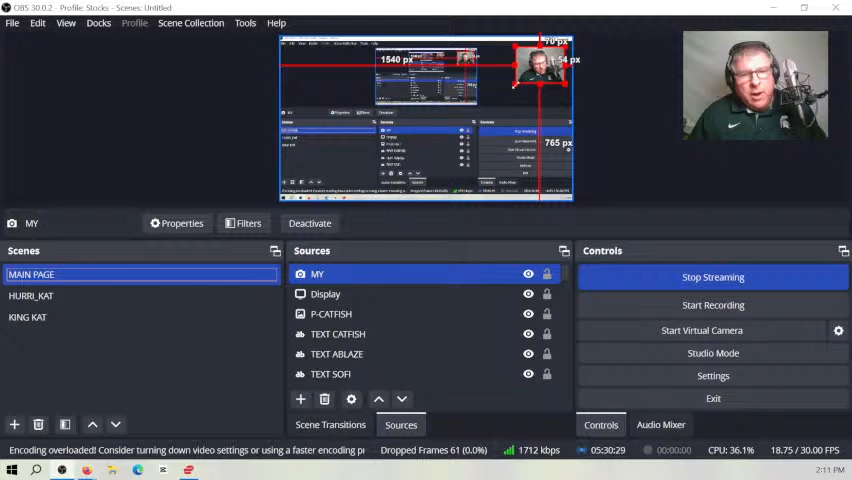 OBS 30.0.2 - Profile: Stocks - Scenes: Untitled
File Edit View Docks Profile Scene Collection Tools Help
70 px
1540 px
54 px
765 px
MY Properties Filters Deactivate
Scenes
MAIN PAGE
HURRI_KAT
KING KAT
Sources
MY
Display
P-CATFISH
ab TEXT CATFISH
ab TEXT ABLAZE
ab TEXT SOFI
Scene Transitions Sources
Controls
Stop Streaming
Start Recording
Start Virtual Camera
Studio Mode
Settings
Exit
Controls Audio Mixer
Encoding overloaded! Consider turning down video settings or using a faster encoding pr Dropped Frames 61 (0.0%) 1712 kbps 05:30:29 00:00:00 CPU: 36.1% 18.75 / 30.00 FPS
2:11 PM